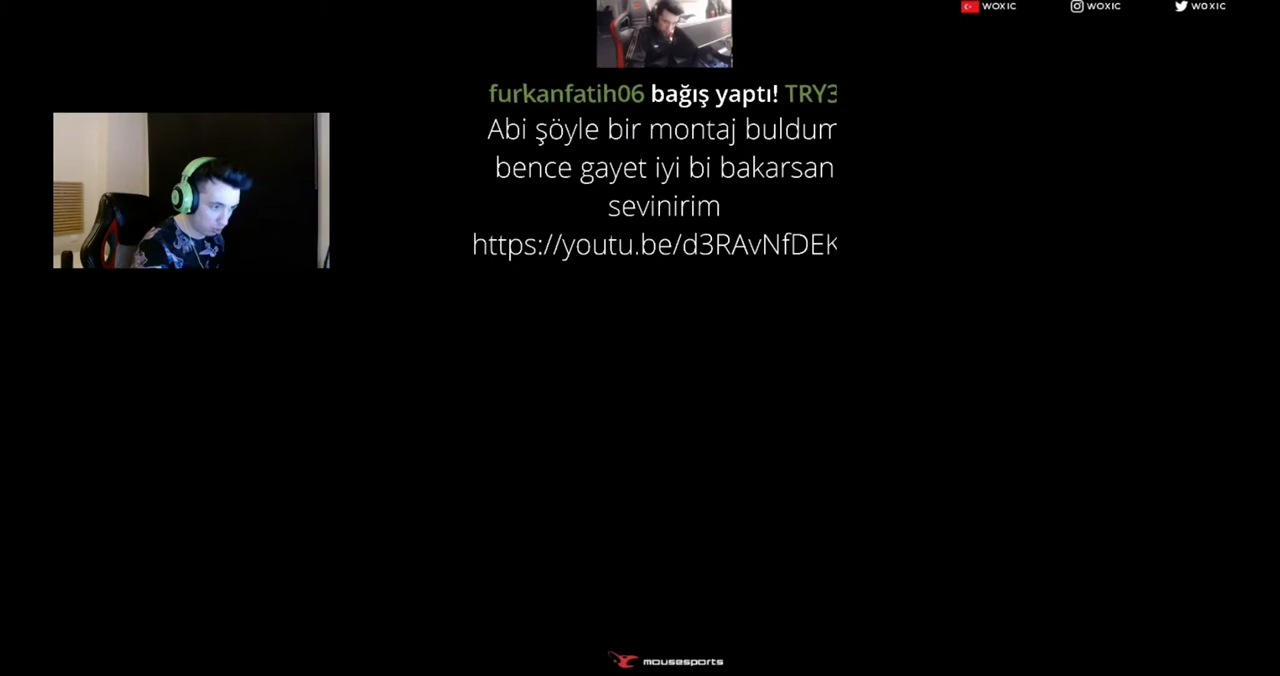 WOXIC WOXIC WOXIC
furkanfatih06 bağış yaptı! TRY3
Abi şöyle bir montaj buldum
bence gayet iyi bi bakarsan
sevinirim
https://youtu.be/d3RAvNfDEK
mousesports